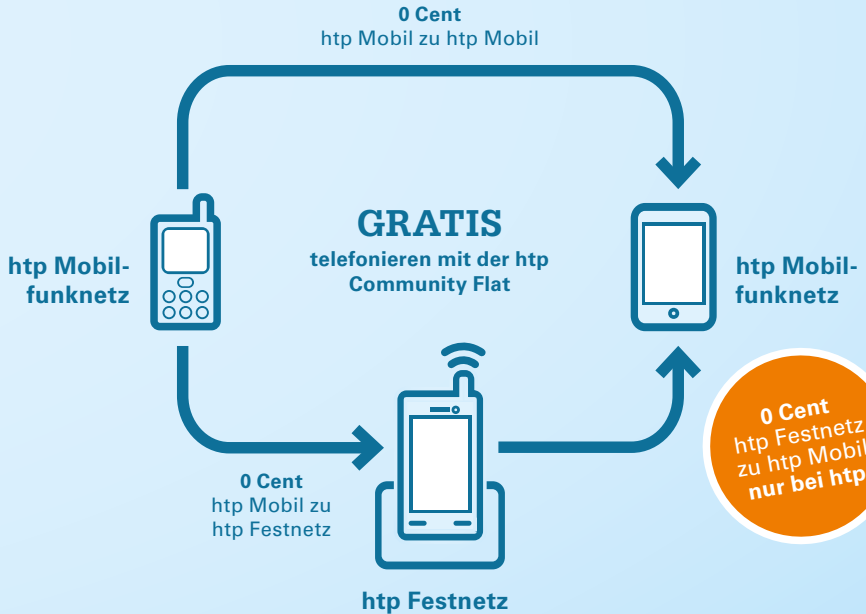 0 Cent
htp Mobil zu htp Mobil
GRATIS
telefonieren mit der htp
Community Flat
htp Mobil-
funknetz
htp Mobil-
funknetz
0 Cent
htp Mobil zu
htp Festnetz
0 Cent
htp Festnetz
zu htp Mobil
nur bei htp
htp Festnetz